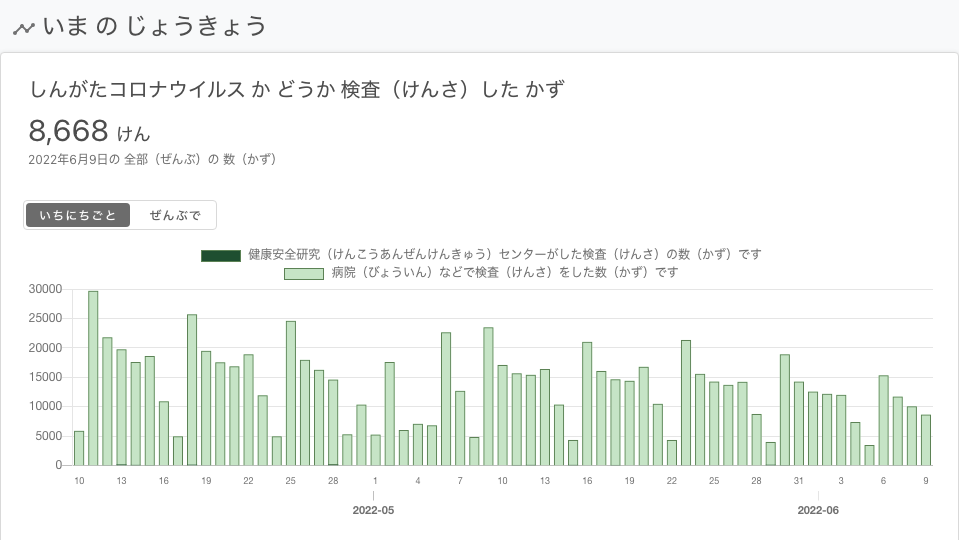 いま の じょうきょう
しんがたコロナウイルス か どうか 検査（けんさ）した かず
8,668 けん
2022年6月9日の 全部（ぜんぶ）の 数（かず）
いちにちごと ぜんぶで
健康安全研究（けんこうあんぜんけんきゅう）センターがした検査（けんさ）の数（かず）です
病院（びょういん）などで検査（けんさ）をした数（かず）です
30000
25000
20000
15000
10000
5000
0
10 13 16 19 22 25 28 1 4 7 10 13 16 19 22 25 28 31 3 6 9
2022-05 2022-06